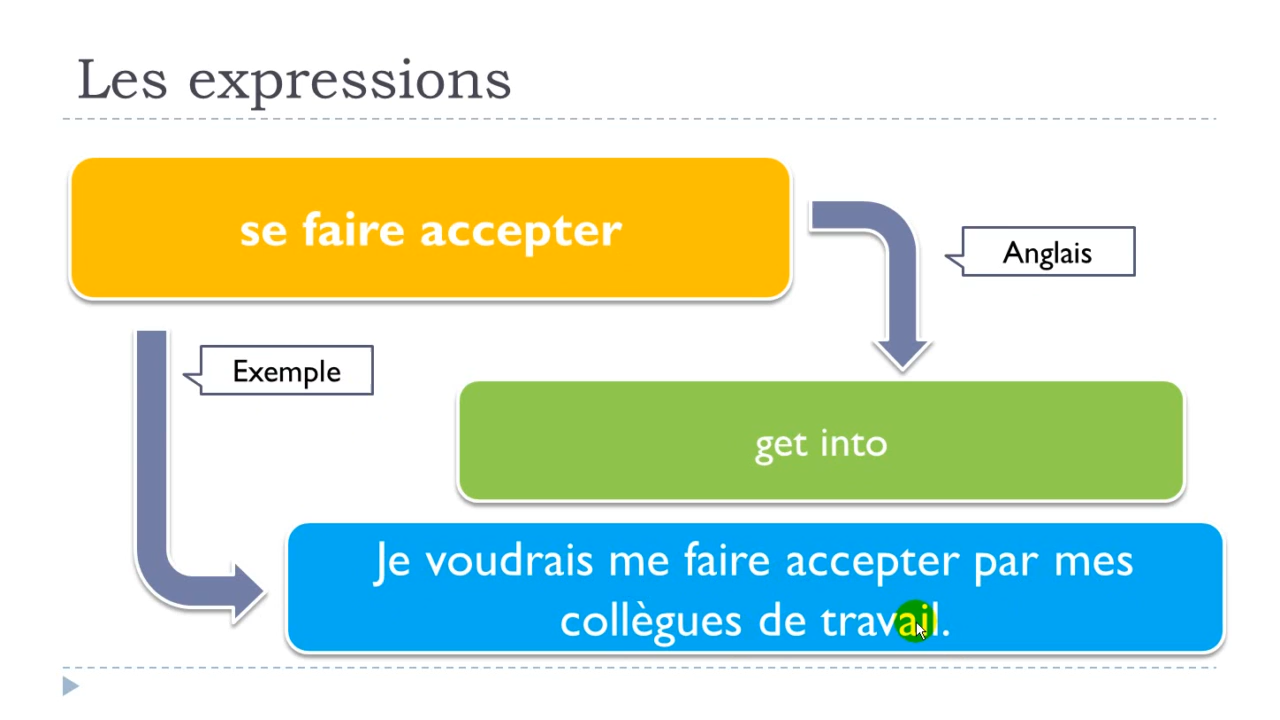 Les expressions
se faire accepter
Anglais
Exemple
get into
Je voudrais me faire accepter par mes
collègues de travail.